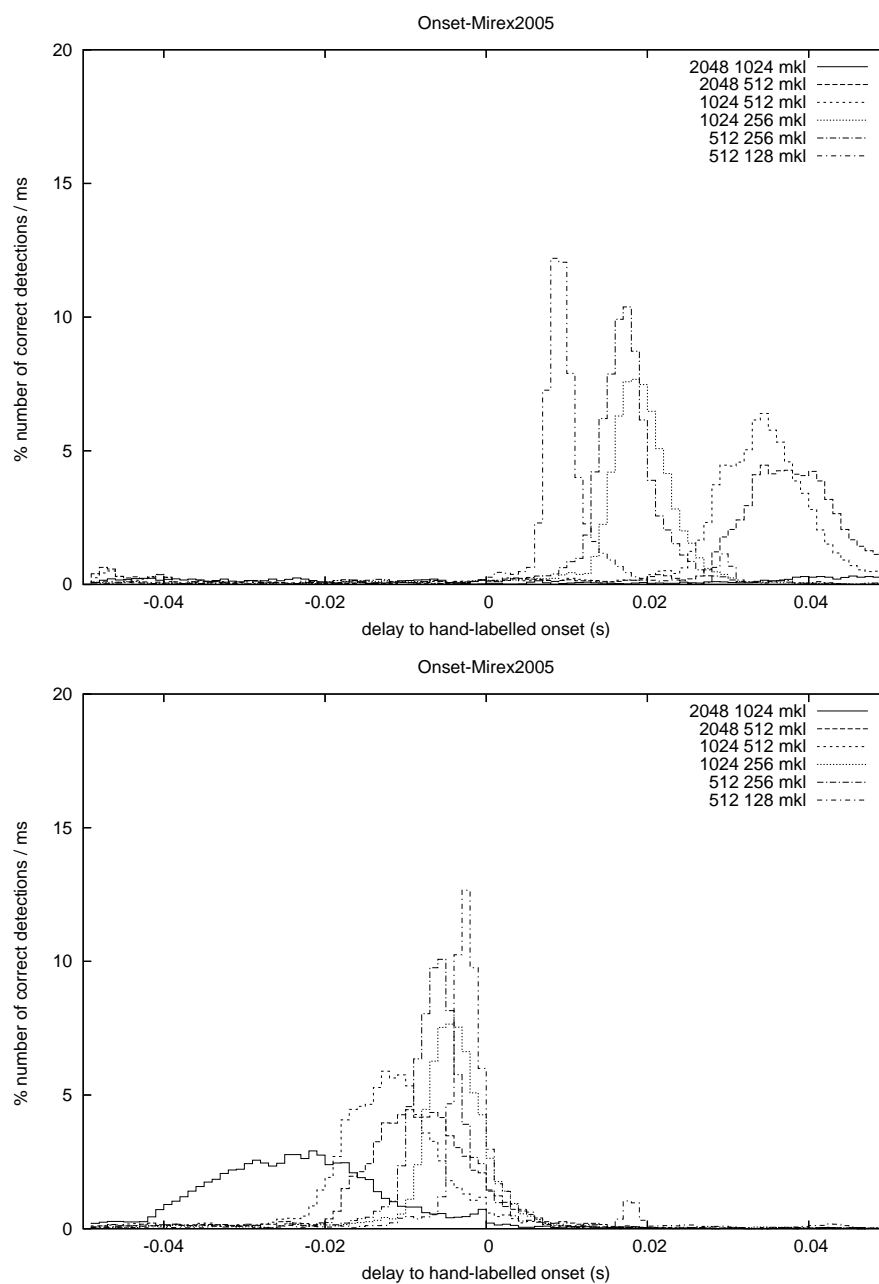 Onset-Mirex2005
20
2048 1024 mkl
2048 512 mkl
1024 512 mkl
1024 256 mkl
512 256 mkl
512 128 mkl
15
% number of correct detections / ms
10
5
0
-0.04 -0.02 0 0.02 0.04
delay to hand-labelled onset (s)
Onset-Mirex2005
20
2048 1024 mkl
2048 512 mkl
1024 512 mkl
1024 256 mkl
512 256 mkl
512 128 mkl
15
% number of correct detections / ms
10
5
0
-0.04 -0.02 0 0.02 0.04
delay to hand-labelled onset (s)